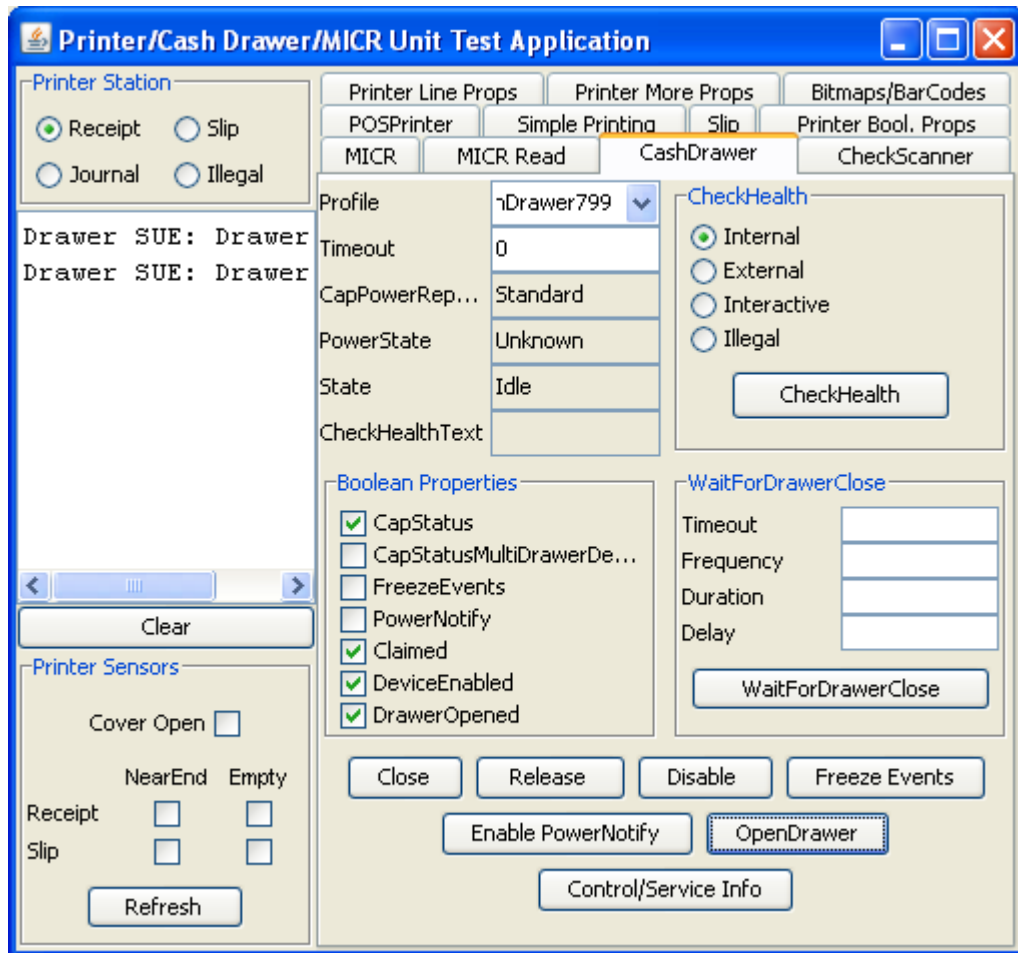 Printer/Cash Drawer/MICR Unit Test Application
Printer Station
Receipt
Slip
Journal
Illegal
Drawer SUE: Drawer
Drawer SUE: Drawer
Clear
Printer Sensors
Cover Open
NearEnd Empty
Receipt
Slip
Refresh
Printer Line Props
Printer More Props
Bitmaps/BarCodes
POSPrinter
Simple Printing
Slip
Printer Bool. Props
MICR
MICR Read
CashDrawer
CheckScanner
Profile
nDrawer799
Timeout
0
CapPowerRep...
Standard
PowerState
Unknown
State
Idle
CheckHealthText
CheckHealth
Internal
External
Interactive
Illegal
CheckHealth
Boolean Properties
CapStatus
CapStatusMultiDrawerDe...
FreezeEvents
PowerNotify
Claimed
DeviceEnabled
DrawerOpened
WaitForDrawerClose
Timeout
Frequency
Duration
Delay
WaitForDrawerClose
Close
Release
Disable
Freeze Events
Enable PowerNotify
OpenDrawer
Control/Service Info